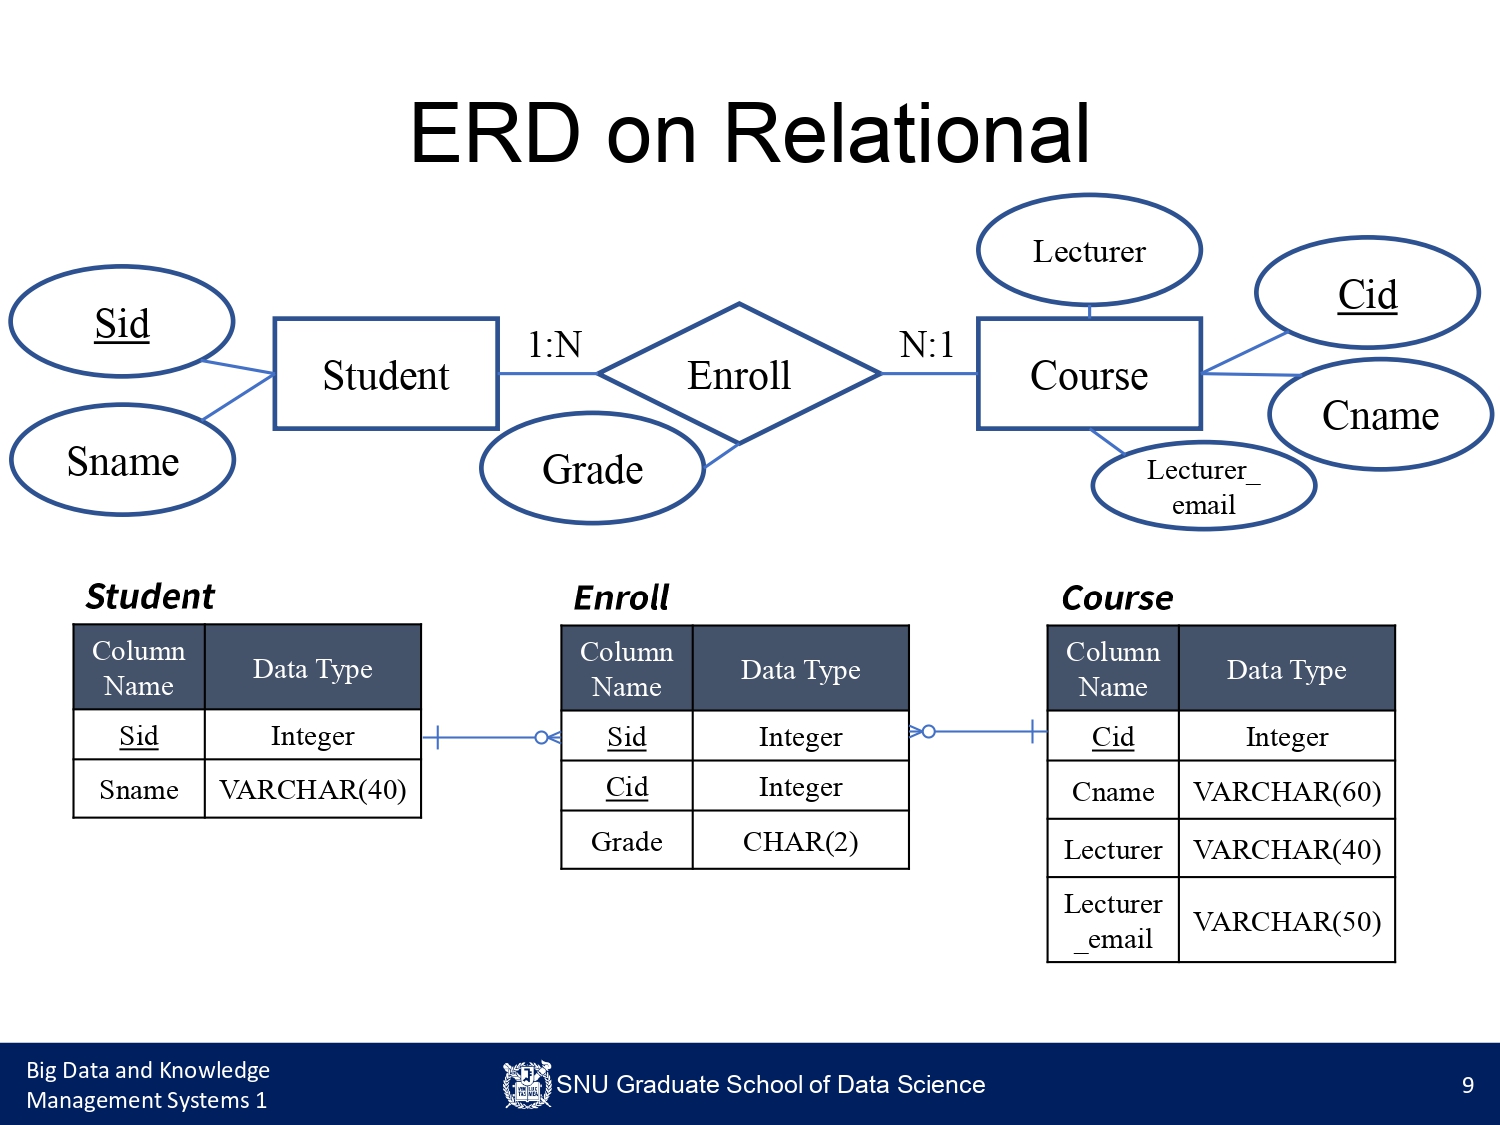 ERD on Relational
Lecturer
Sid
Cid
1:N
N:1
Student
Enroll
Course
Sname
Grade
Cname
Lecturer_
email
Student
Column
Name
Data Type
Sid
Integer
Sname
VARCHAR(40)
Enroll
Column
Name
Data Type
Sid
Integer
Cid
Integer
Grade
CHAR(2)
Course
Column
Name
Data Type
Cid
Integer
Cname
VARCHAR(60)
Lecturer
VARCHAR(40)
Lecturer
_email
VARCHAR(50)
Big Data and Knowledge
Management Systems 1
SNU Graduate School of Data Science
9